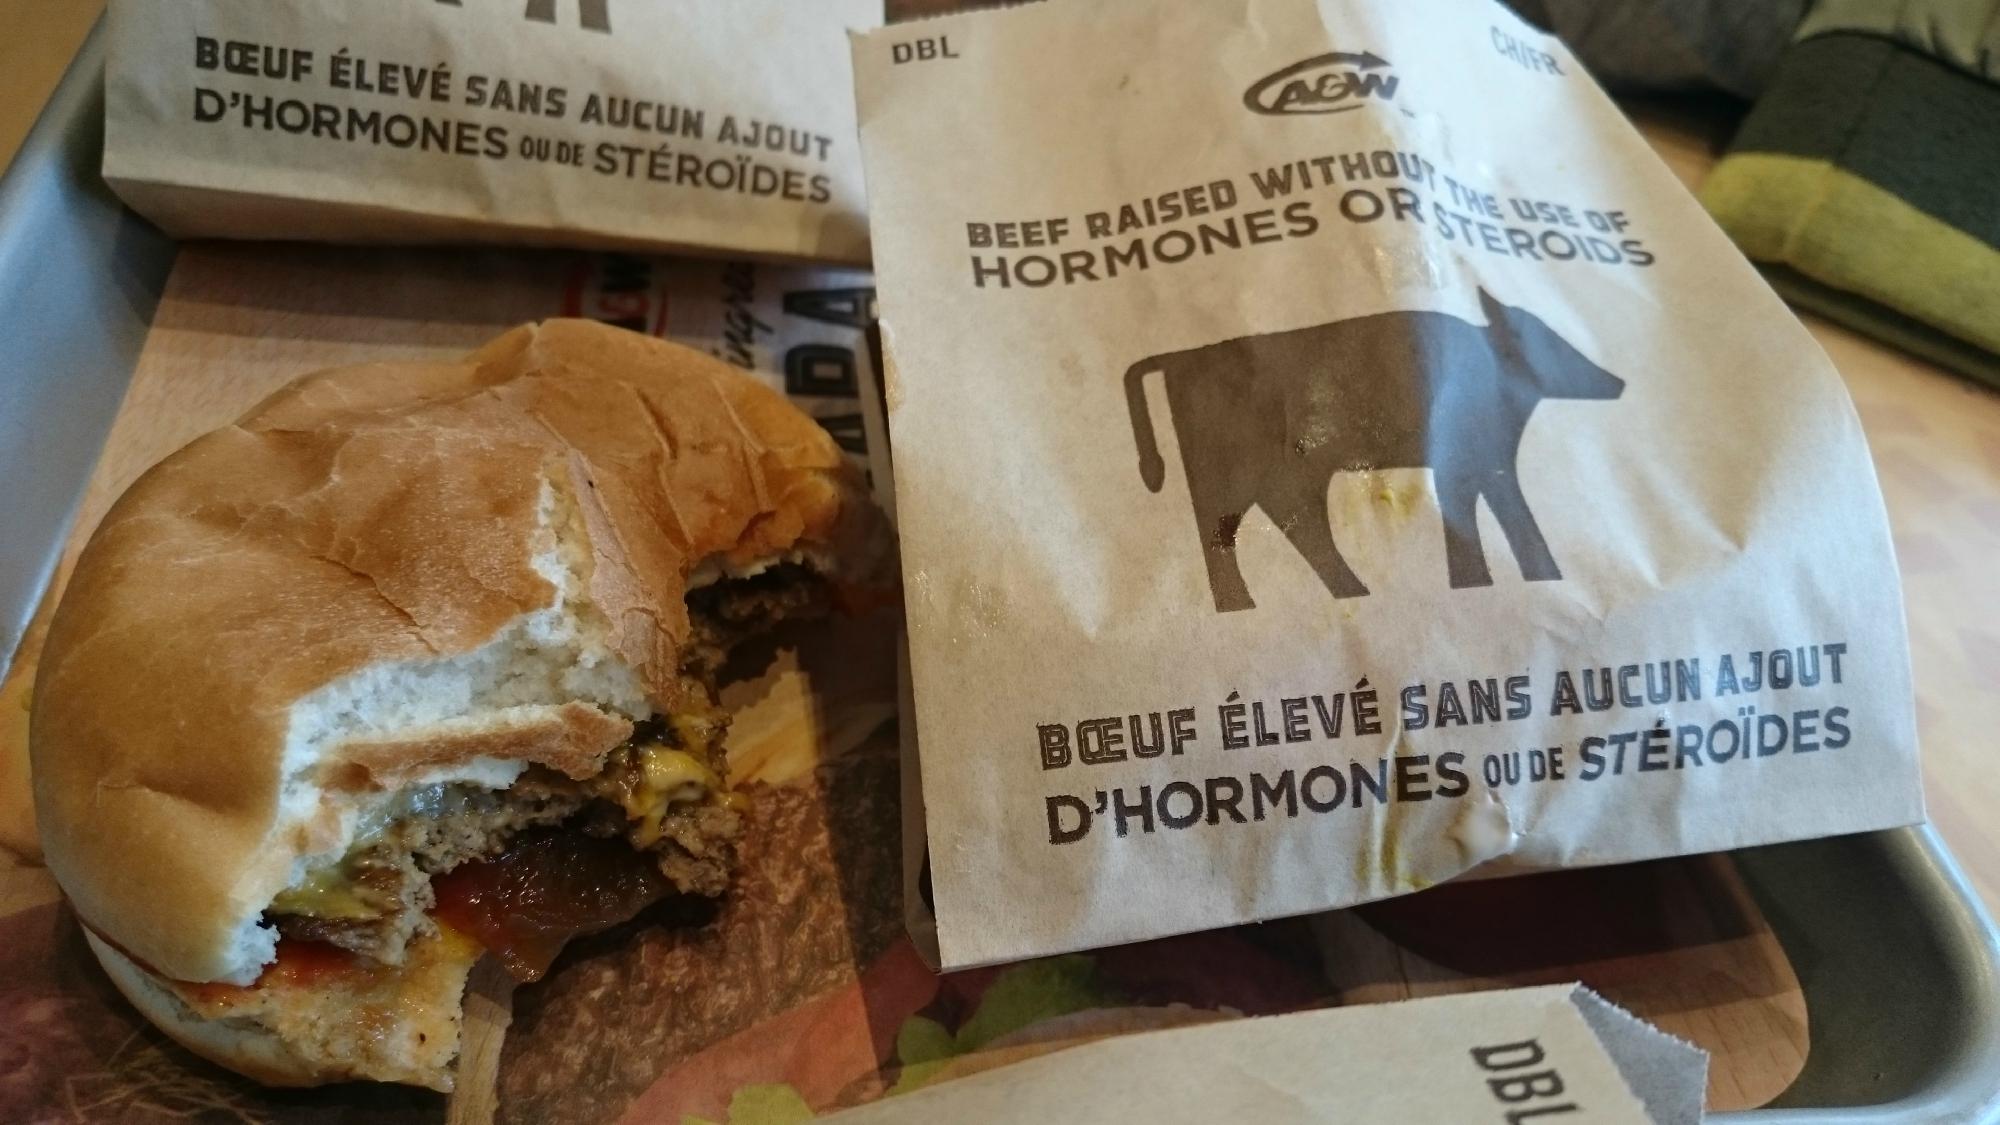 BŒUF ÉLEVÉ SANS AUCUN AJOUT
D'HORMONES OU DE STÉROÏDES
DBL
CH/FR
A&W
BEEF RAISED WITHOUT THE USE OF
HORMONES OR STEROIDS
BŒUF ÉLEVÉ SANS AUCUN AJOUT
D'HORMONES OU DE STÉROÏDES
A&W
DBL